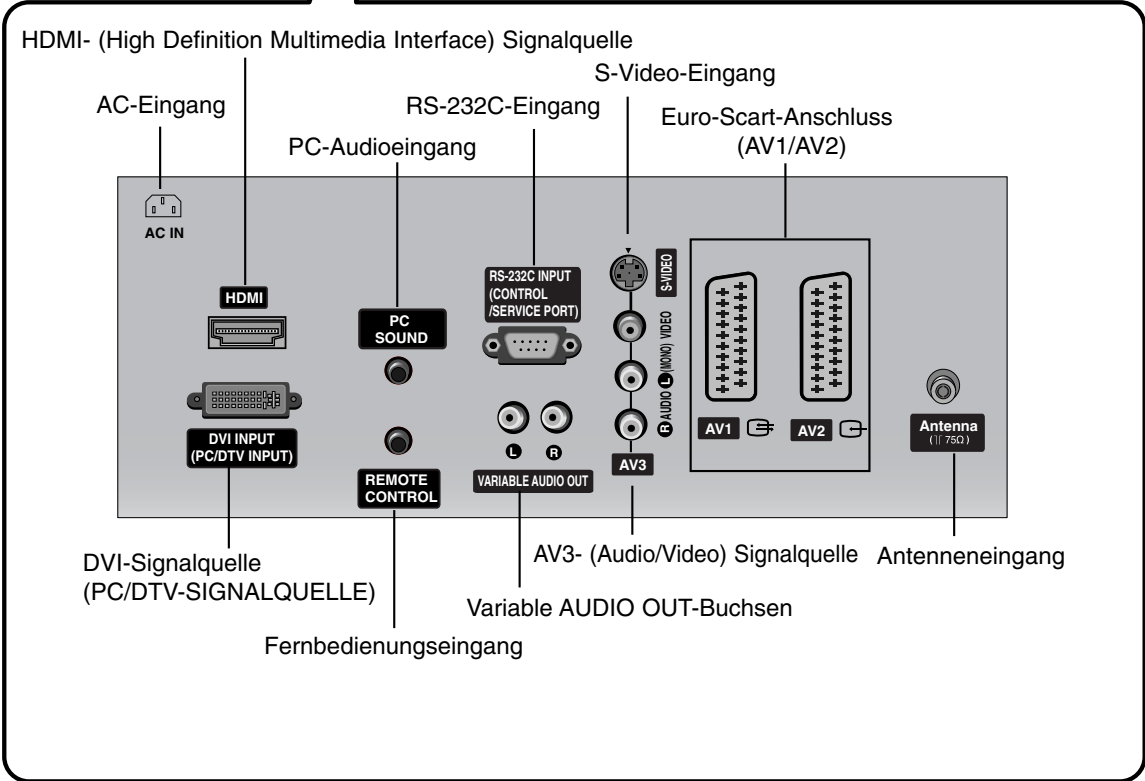 HDMI- (High Definition Multimedia Interface) Signalquelle
S-Video-Eingang
AC-Eingang
RS-232C-Eingang
Euro-Scart-Anschluss
(AV1/AV2)
PC-Audioeingang
AC IN
HDMI
PC
SOUND
RS-232C INPUT
(CONTROL
/SERVICE PORT)
S-VIDEO
VIDEO
(MONO)
R AUDIO L
DVI INPUT
(PC/DTV INPUT)
REMOTE
CONTROL
L
R
VARIABLE AUDIO OUT
AV3
AV1
AV2
Antenna
(75Ω)
DVI-Signalquelle
(PC/DTV-SIGNALQUELLE)
AV3- (Audio/Video) Signalquelle
Antenneneingang
Variable AUDIO OUT-Buchsen
Fernbedienungseingang